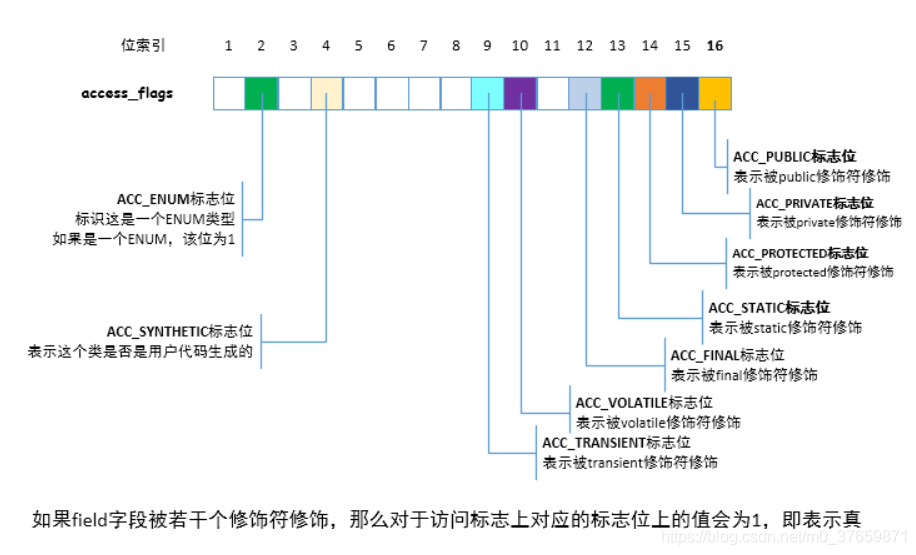 位索引 1 2 3 4 5 6 7 8 9 10 11 12 13 14 15 16
access_flags
ACC_PUBLIC标志位
表示被public修饰符修饰
ACC_ENUM标志位
标识这是一个ENUM类型
如果是一个ENUM，该位为1
ACC_PRIVATE标志位
表示被private修饰符修饰
ACC_PROTECTED标志位
表示被protected修饰符修饰
ACC_STATIC标志位
表示被static修饰符修饰
ACC_SYNTHETIC标志位
表示这个类是否是用户代码生成的
ACC_FINAL标志位
表示被final修饰符修饰
ACC_VOLATILE标志位
表示被volatile修饰符修饰
ACC_TRANSIENT标志位
表示被transient修饰符修饰
如果field字段被若干个修饰符修饰，那么对于访问标志上对应的标志位上的值会为1，即表示真
https://blog.csdn.net/m0_37659871